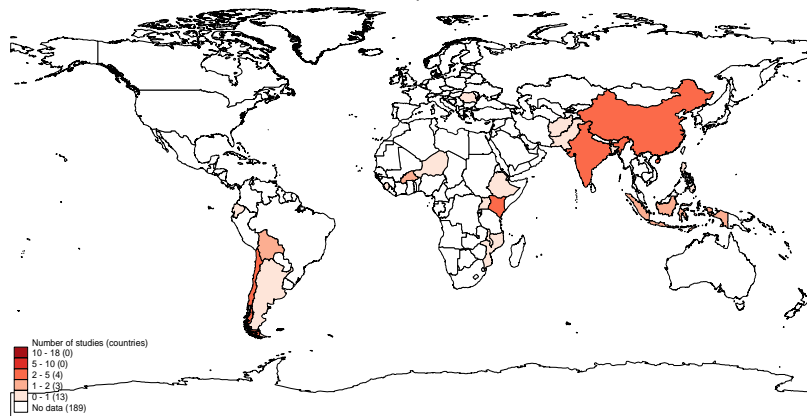 Number of studies (countries)
10 - 18 (0)
5 - 10 (0)
2 - 5 (4)
1 - 2 (3)
0 - 1 (13)
No data (189)